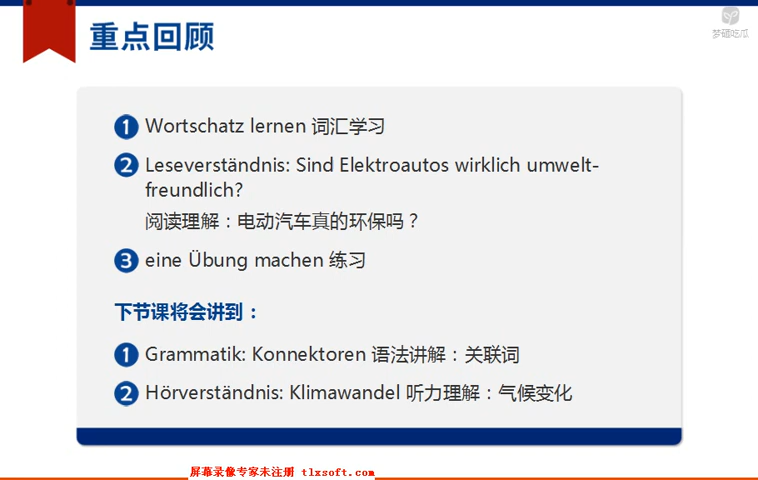 重点回顾
梦硒吃瓜
1 Wortschatz lernen 词汇学习
2 Leseverständnis: Sind Elektroautos wirklich umwelt-
freundlich?
阅读理解：电动汽车真的环保吗？
3 eine Übung machen 练习
下节课将会讲到：
1 Grammatik: Konnektoren 语法讲解：关联词
2 Hörverständnis: Klimawandel 听力理解：气候变化
屏幕录像专家未注册 tlxsoft.com